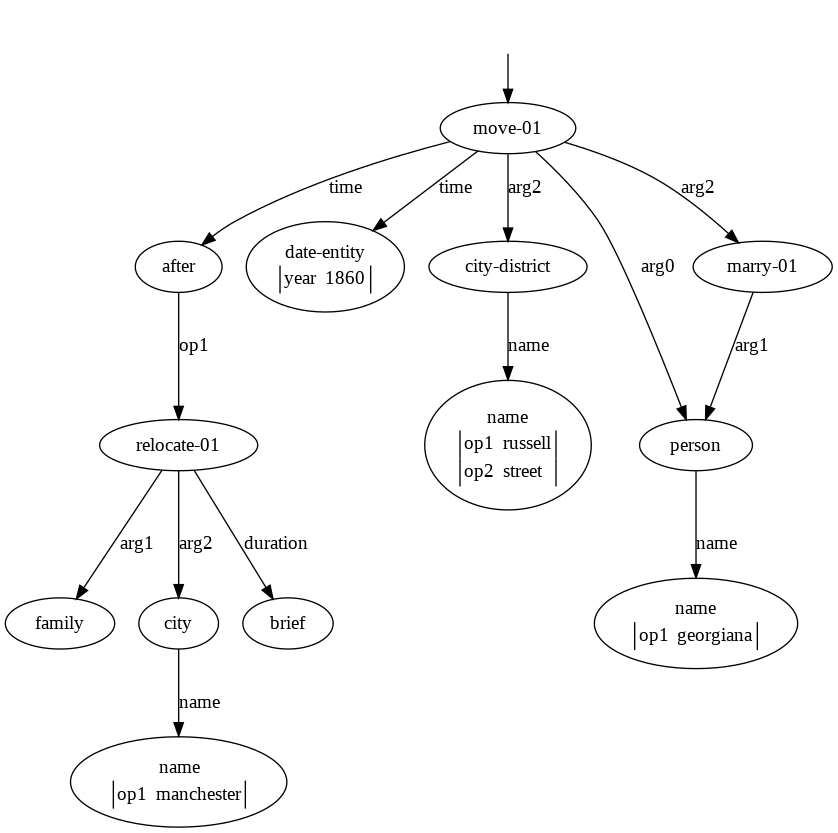 move-01
time
time
arg2
arg2
after
date-entity
year 1860
city-district
arg0
marry-01
op1
name
arg1
relocate-01
name
op1 russell
op2 street
person
arg1
arg2
duration
name
family
city
brief
name
op1 georgiana
name
name
op1 manchester